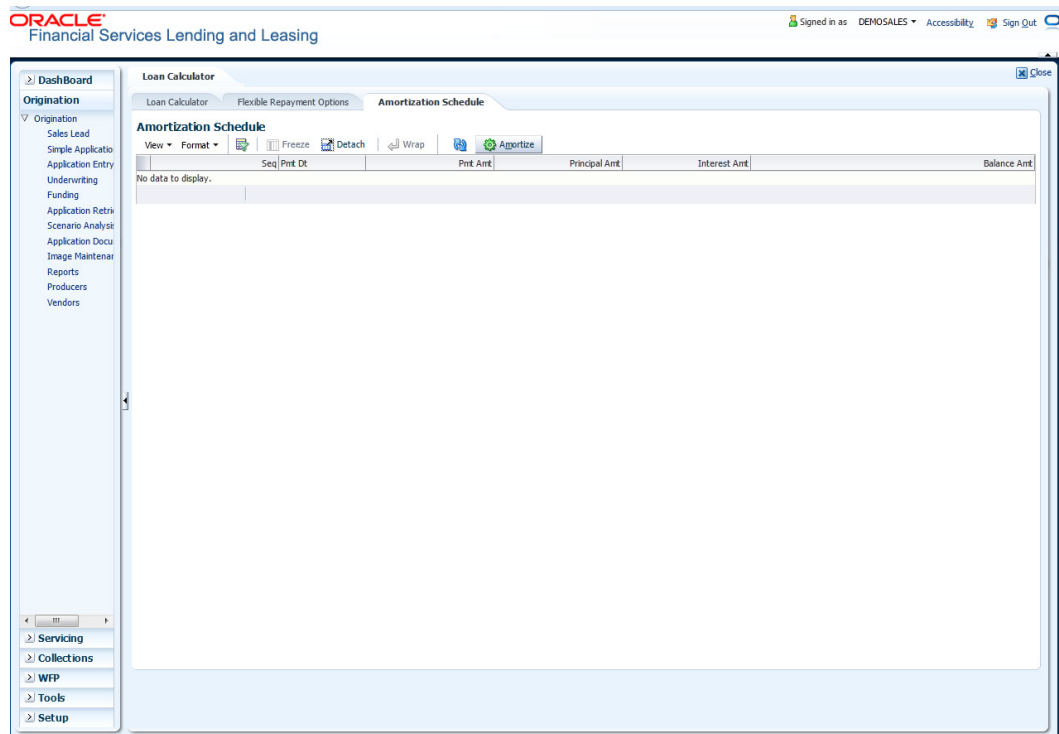 ORACLE
Financial Services Lending and Leasing
Signed in as DEMOSALES Accessibility Sign Out
DashBoard
Origination
Origination
Sales Lead
Simple Applicatio
Application Entry
Underwriting
Funding
Application Retri
Scenario Analysis
Application Docu
Image Maintenan
Reports
Producers
Vendors
Servicing
Collections
WFP
Tools
Setup
Loan Calculator
Close
Loan Calculator Flexible Repayment Options Amortization Schedule
Amortization Schedule
View Format Freeze Detach Wrap Amortize
Seq Pmt Dt Pmt Amt Principal Amt Interest Amt Balance Amt
No data to display.